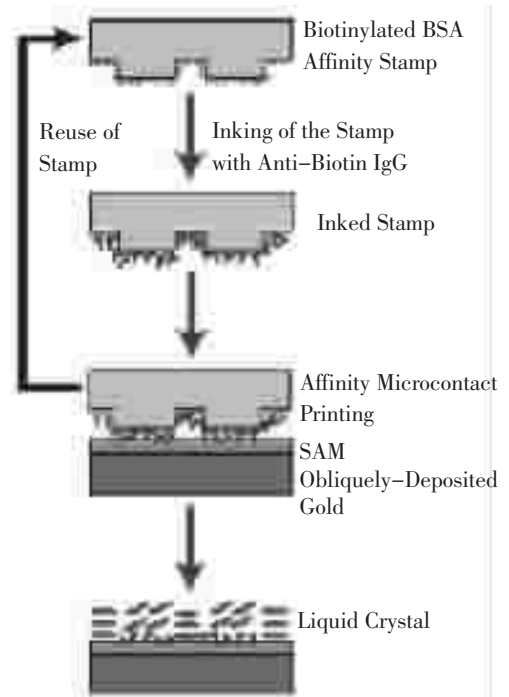 Biotinylated BSA
Affinity Stamp
Reuse of
Stamp
Inking of the Stamp
with Anti-Biotin IgG
Inked Stamp
Affinity Microcontact
Printing
SAM
Obliquely-Deposited
Gold
Liquid Crystal